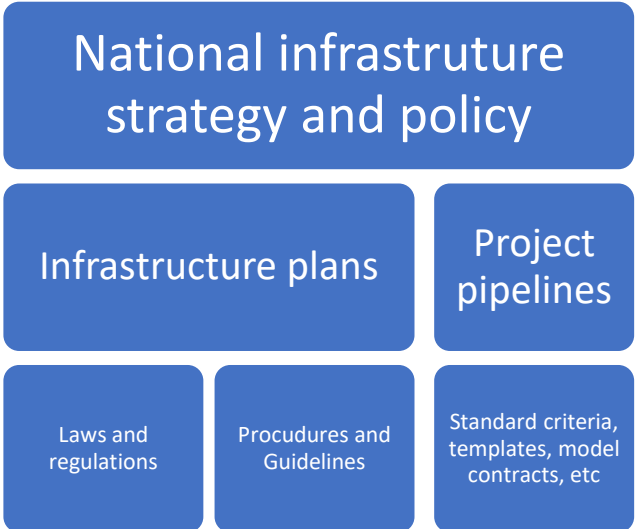 National infrastruture
strategy and policy
Infrastructure plans
Project
pipelines
Laws and
regulations
Procudures and
Guidelines
Standard criteria,
templates, model
contracts, etc